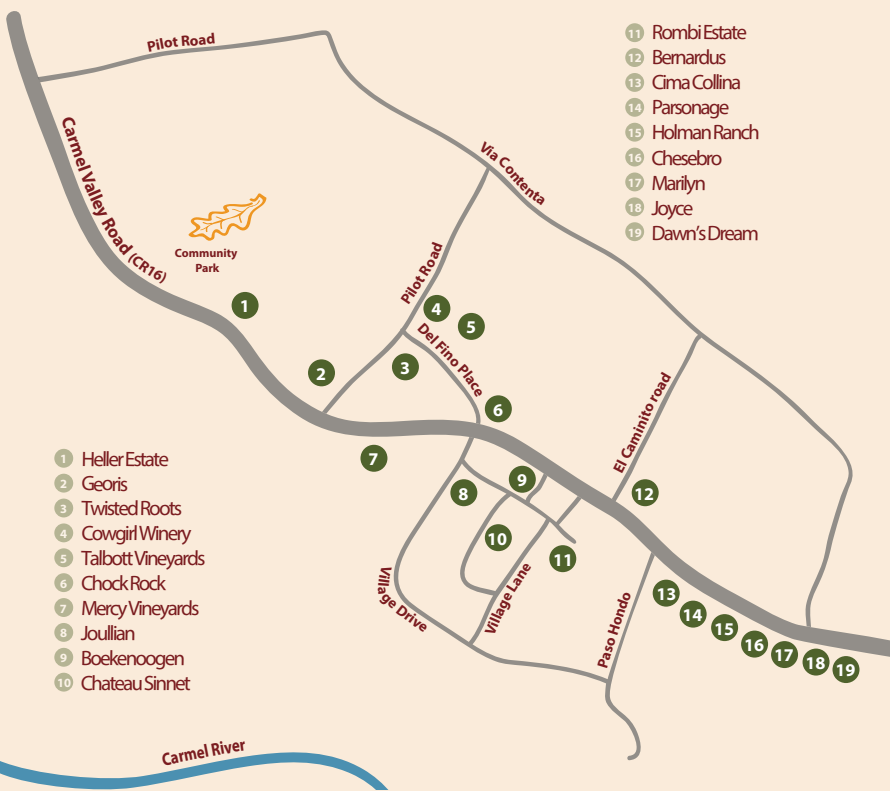 Pilot Road
11 Rombi Estate
12 Bernardus
13 Cima Collina
14 Parsonage
15 Holman Ranch
16 Chesebro
17 Marilyn
18 Joyce
19 Dawn's Dream
Carmel Valley Road (CR16)
Via Contenta
Community
Park
Pilot Road
1
4
5
Del Fino Place
3
2
6
El Caminito road
7
1 Heller Estate
2 Georis
3 Twisted Roots
4 Cowgirl Winery
5 Talbott Vineyards
6 Chock Rock
7 Mercy Vineyards
8 Joullian
9 Boekenoogen
10 Chateau Sinnet
8
9
12
10
11
Village Drive
Village Lane
Paso Hondo
13
14
15
16
17
18
19
Carmel River